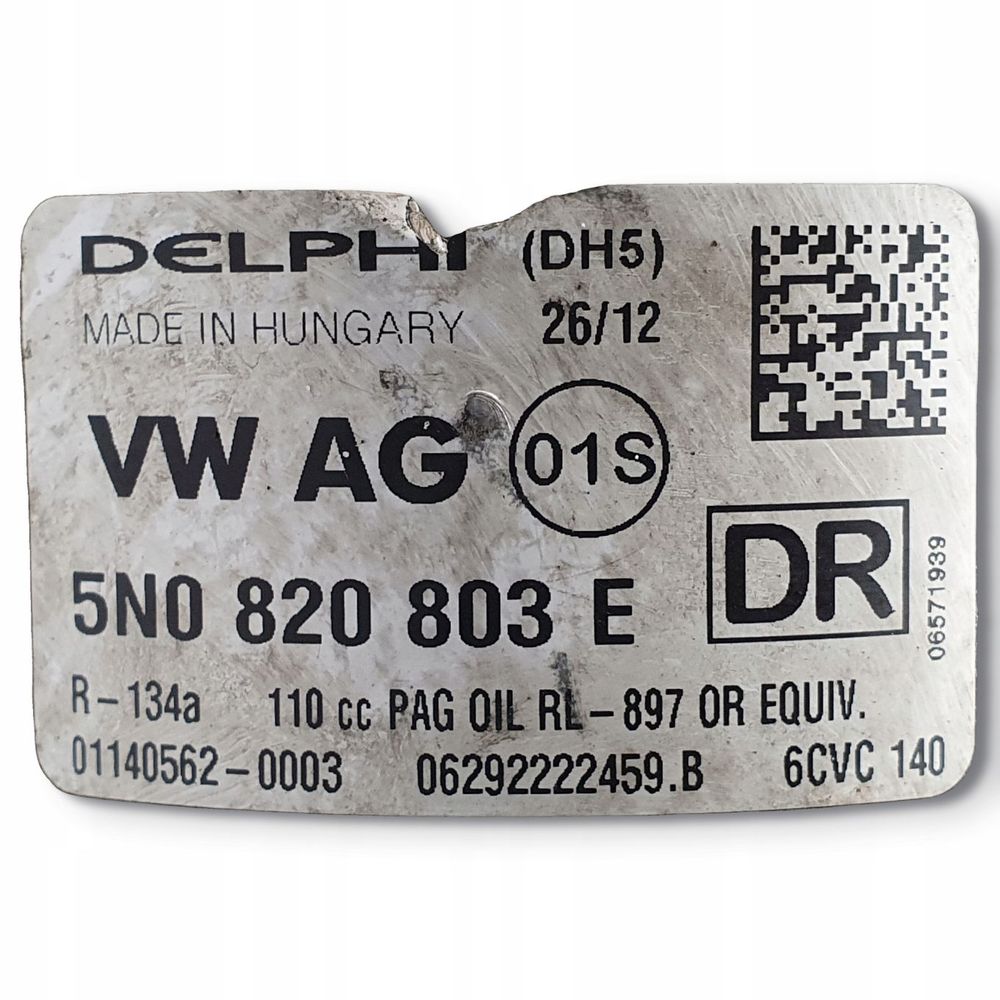 DELPHI (DH5)
MADE IN HUNGARY 26/12
VW AG 01S
5N0 820 803 E DR
06571939
R-134a 110 cc PAG OIL RL-897 OR EQUIV.
01140562-0003 06292222459.B 6CVC 140